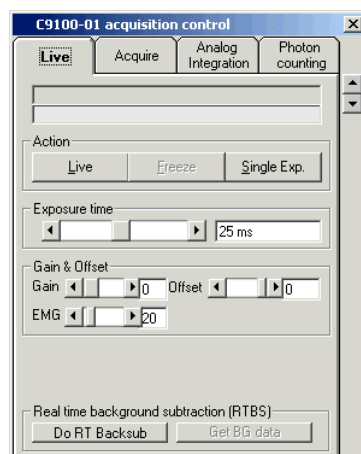 C9100-01 acquisition control
Live
Acquire
Analog
Integration
Photon
counting
Action
Live
Freeze
Single Exp.
Exposure time
25 ms
Gain & Offset
Gain 0 Offset 0
EMG 20
Real time background subtraction (RTBS)
Do RT Backsub
Get BG data